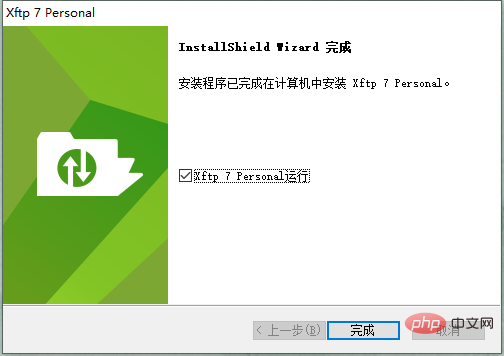 Xftp 7 Personal
InstallShield Wizard 完成
安装程序已完成在计算机中安装 Xftp 7 Personal。
Xftp 7 Personal运行
< 上一步(B)
完成
取消
php 中文网